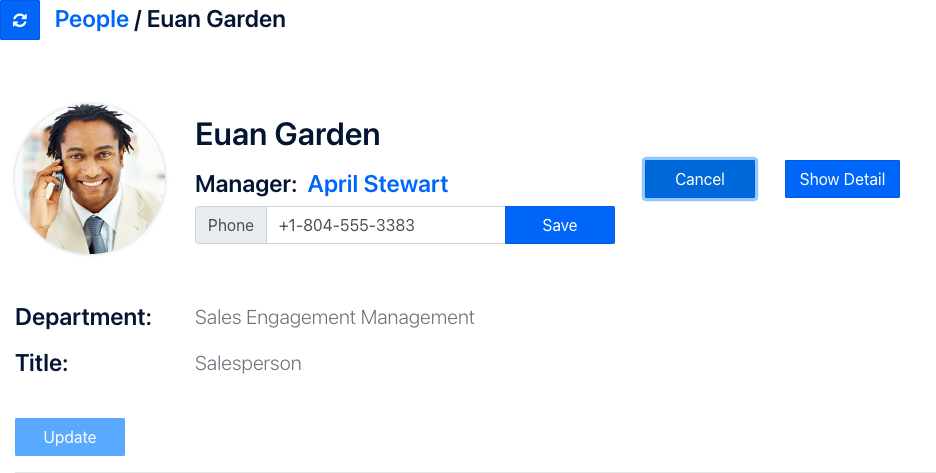 People / Euan Garden
Euan Garden
Manager: April Stewart
Cancel
Show Detail
Phone +1-804-555-3383 Save
Department: Sales Engagement Management
Title: Salesperson
Update